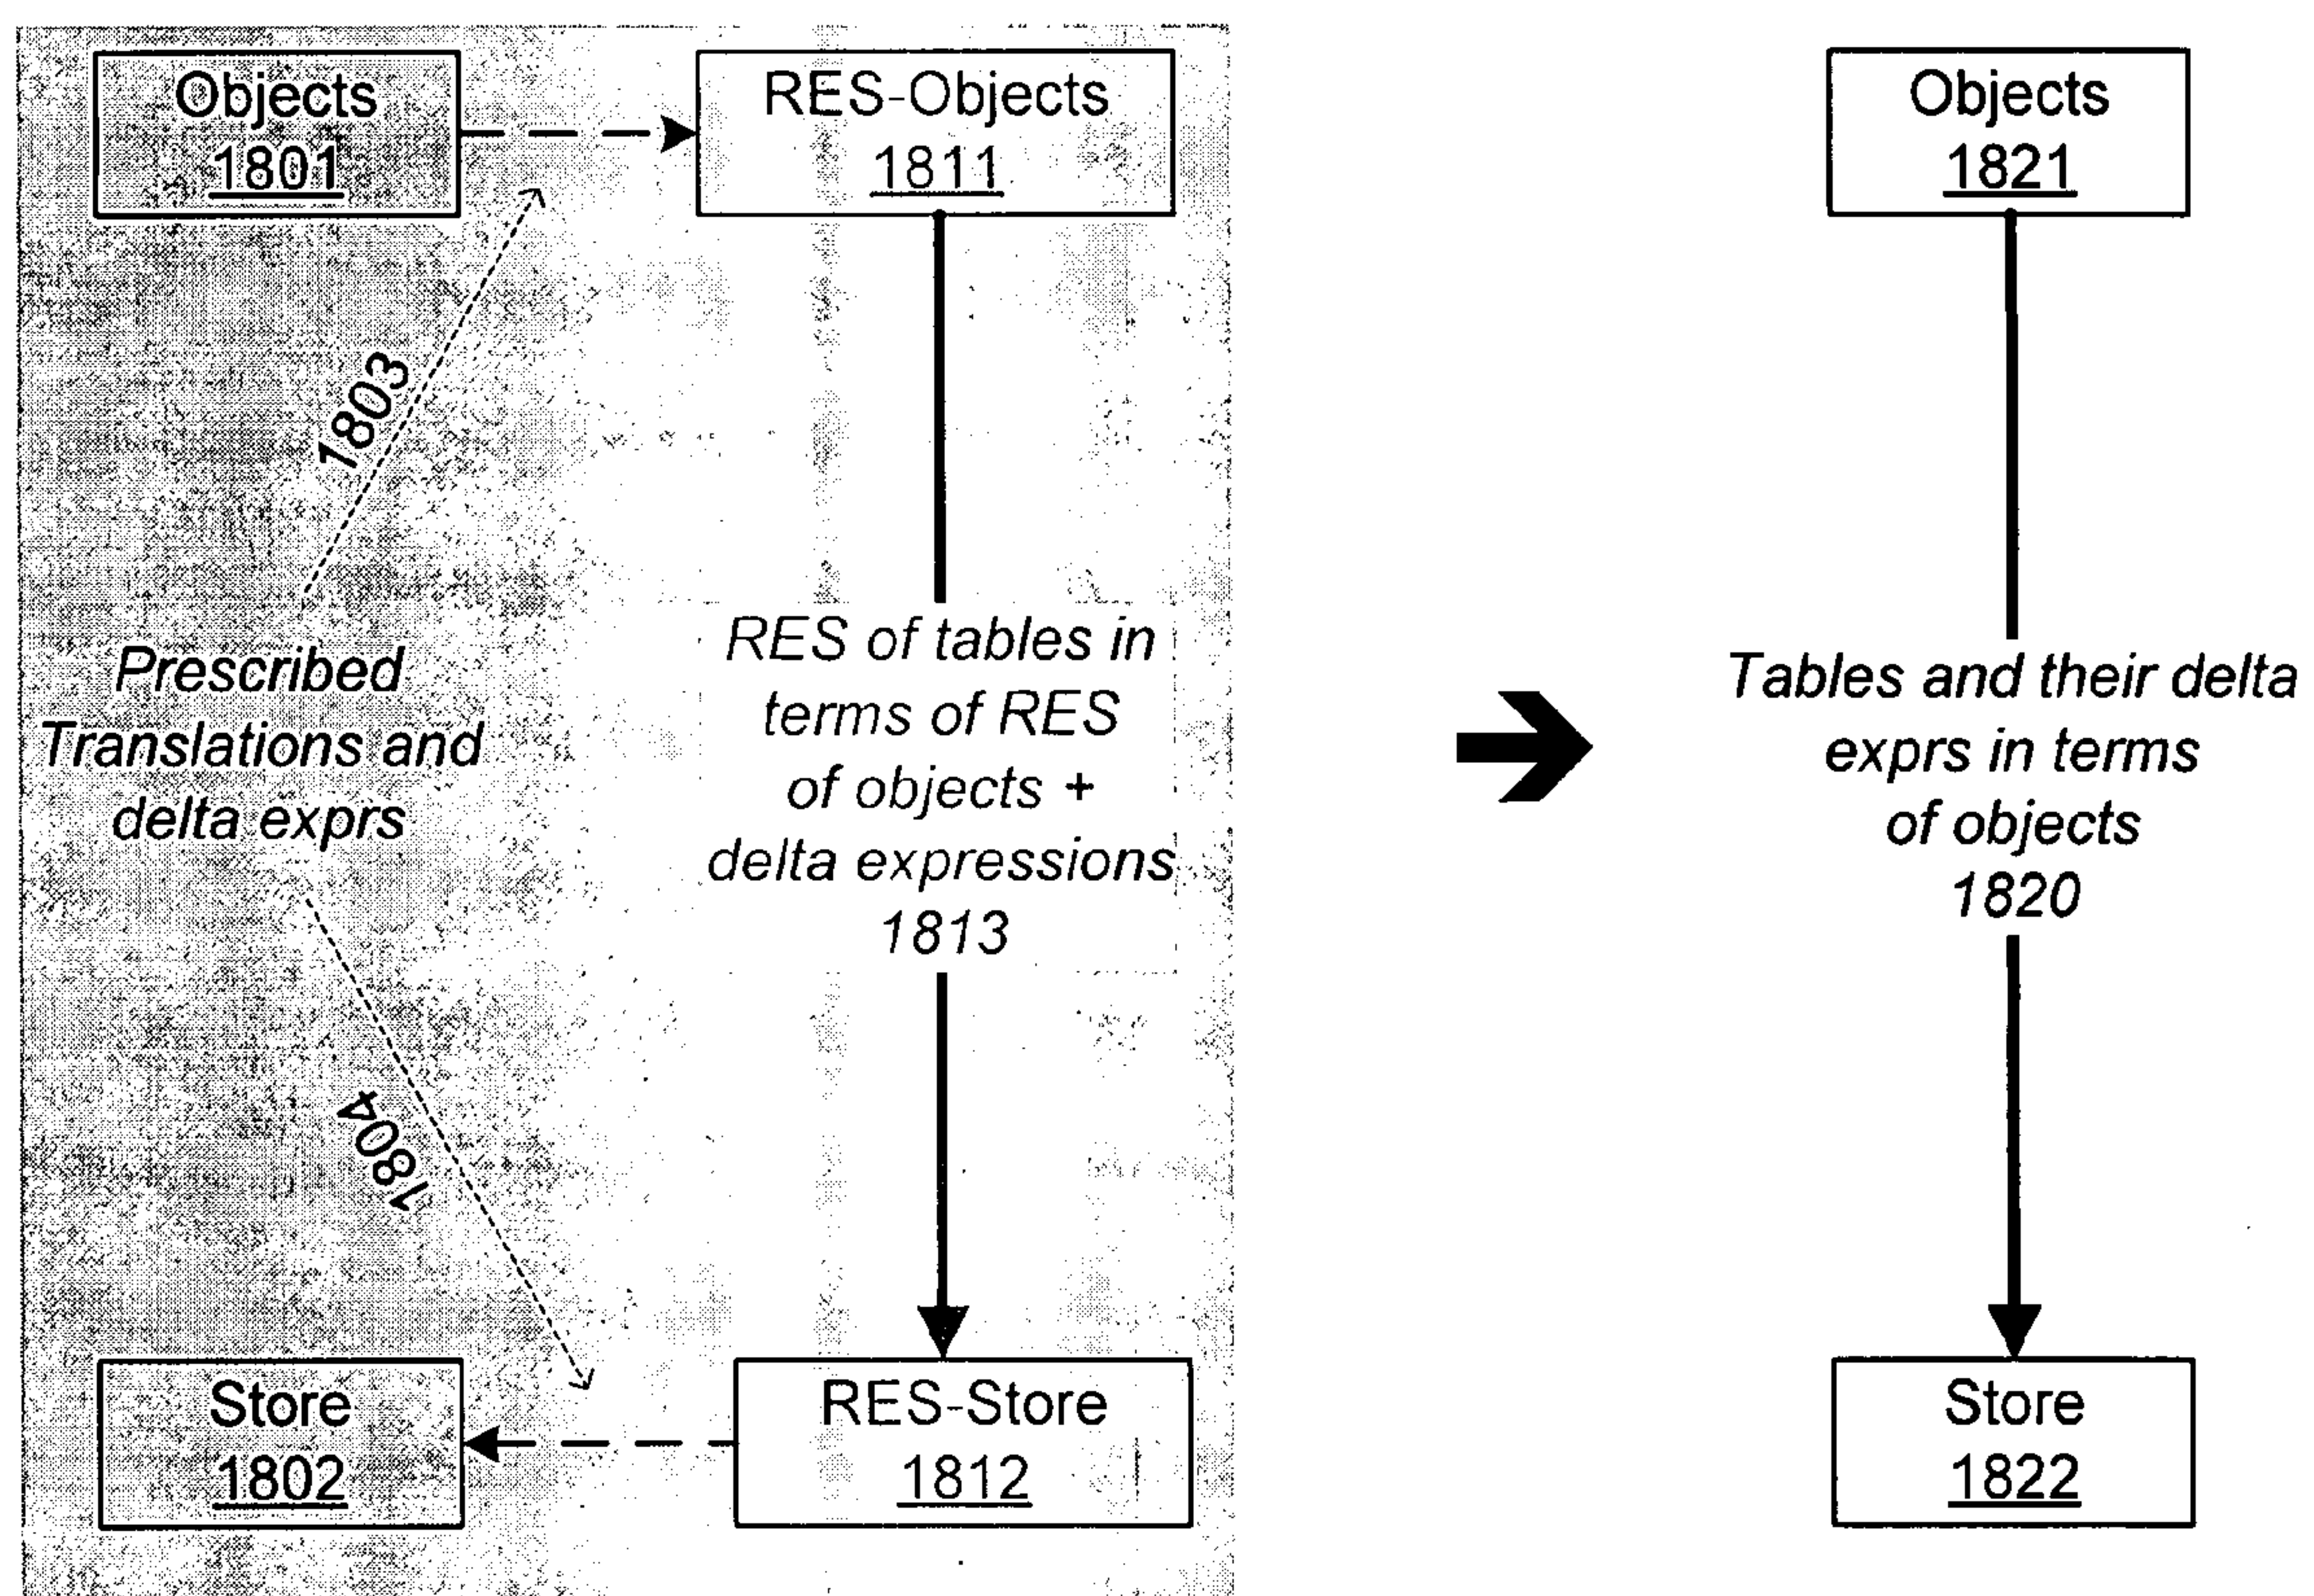 Objects
1801
RES-Objects
1811
Objects
1821
1803
Prescribed
Translations and
delta exprs
RES of tables in
terms of RES
of objects +
delta expressions
1813
Tables and their delta
exprs in terms
of objects
1820
1804
Store
1802
RES-Store
1812
Store
1822